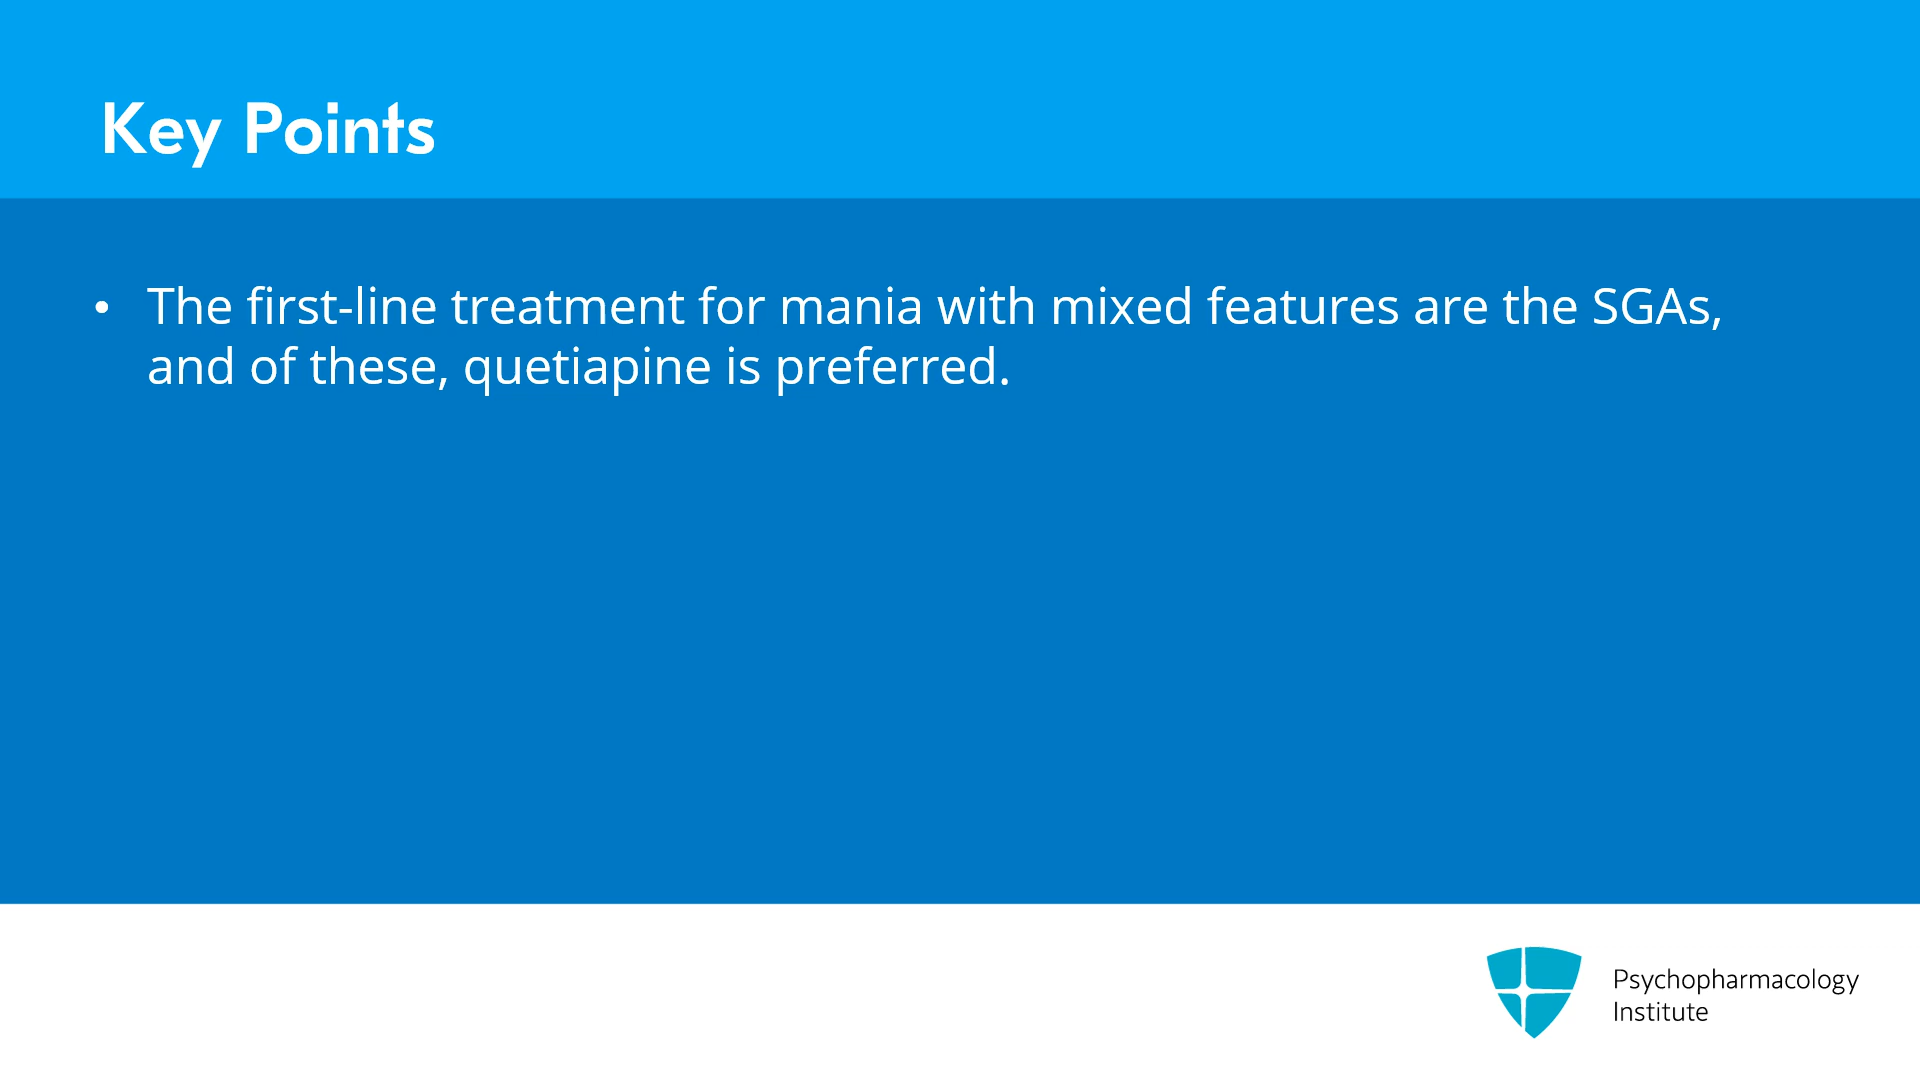 Key Points
• The first-line treatment for mania with mixed features are the SGAs,
and of these, quetiapine is preferred.
Psychopharmacology
Institute